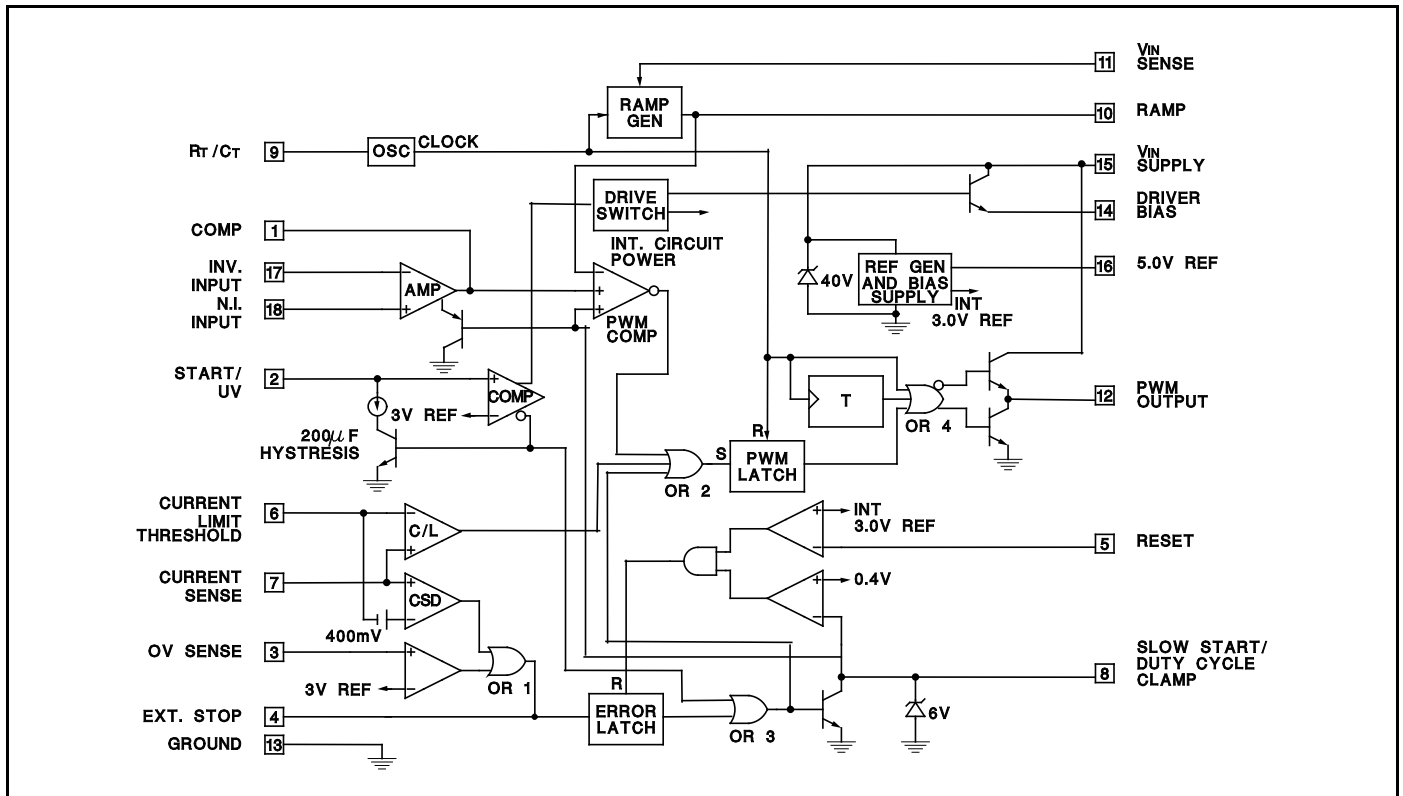 11
VIN
SENSE
RAMP
GEN
10
RAMP
RT/CT
9
OSC
CLOCK
15
VIN
SUPPLY
DRIVE
SWITCH
14
DRIVER
BIAS
COMP
1
INT. CIRCUIT
POWER
INV.
INPUT
17
N.I.
INPUT
18
AMP
−
+
−
+
+
PWM
COMP
40V
REF GEN
AND BIAS
SUPPLY
INT
3.0V REF
16
5.0V REF
START/
UV
2
+
−
COMP
3V REF
200μF
HYSTRESIS
T
OR 4
12
PWM
OUTPUT
OR 2
S
R
PWM
LATCH
CURRENT
LIMIT
THRESHOLD
6
−
+
C/L
+
−
INT
3.0V REF
5
RESET
CURRENT
SENSE
7
+
−
CSD
400mV
+
−
0.4V
OV SENSE
3
+
−
3V REF
OR 1
8
SLOW START/
DUTY CYCLE
CLAMP
EXT. STOP
4
R
ERROR
LATCH
OR 3
6V
GROUND
13